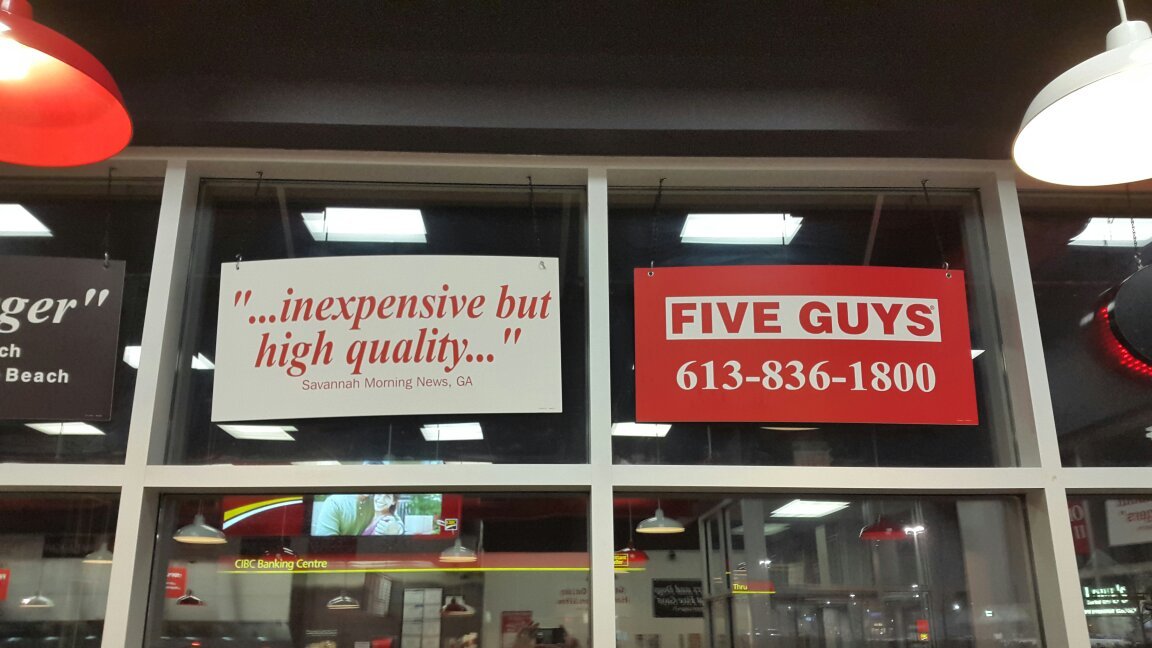 ger"
ch
Beach
"...inexpensive but
high quality..."
Savannah Morning News, GA
FIVE GUYS®
613-836-1800
CIBC Banking Centre
Thru